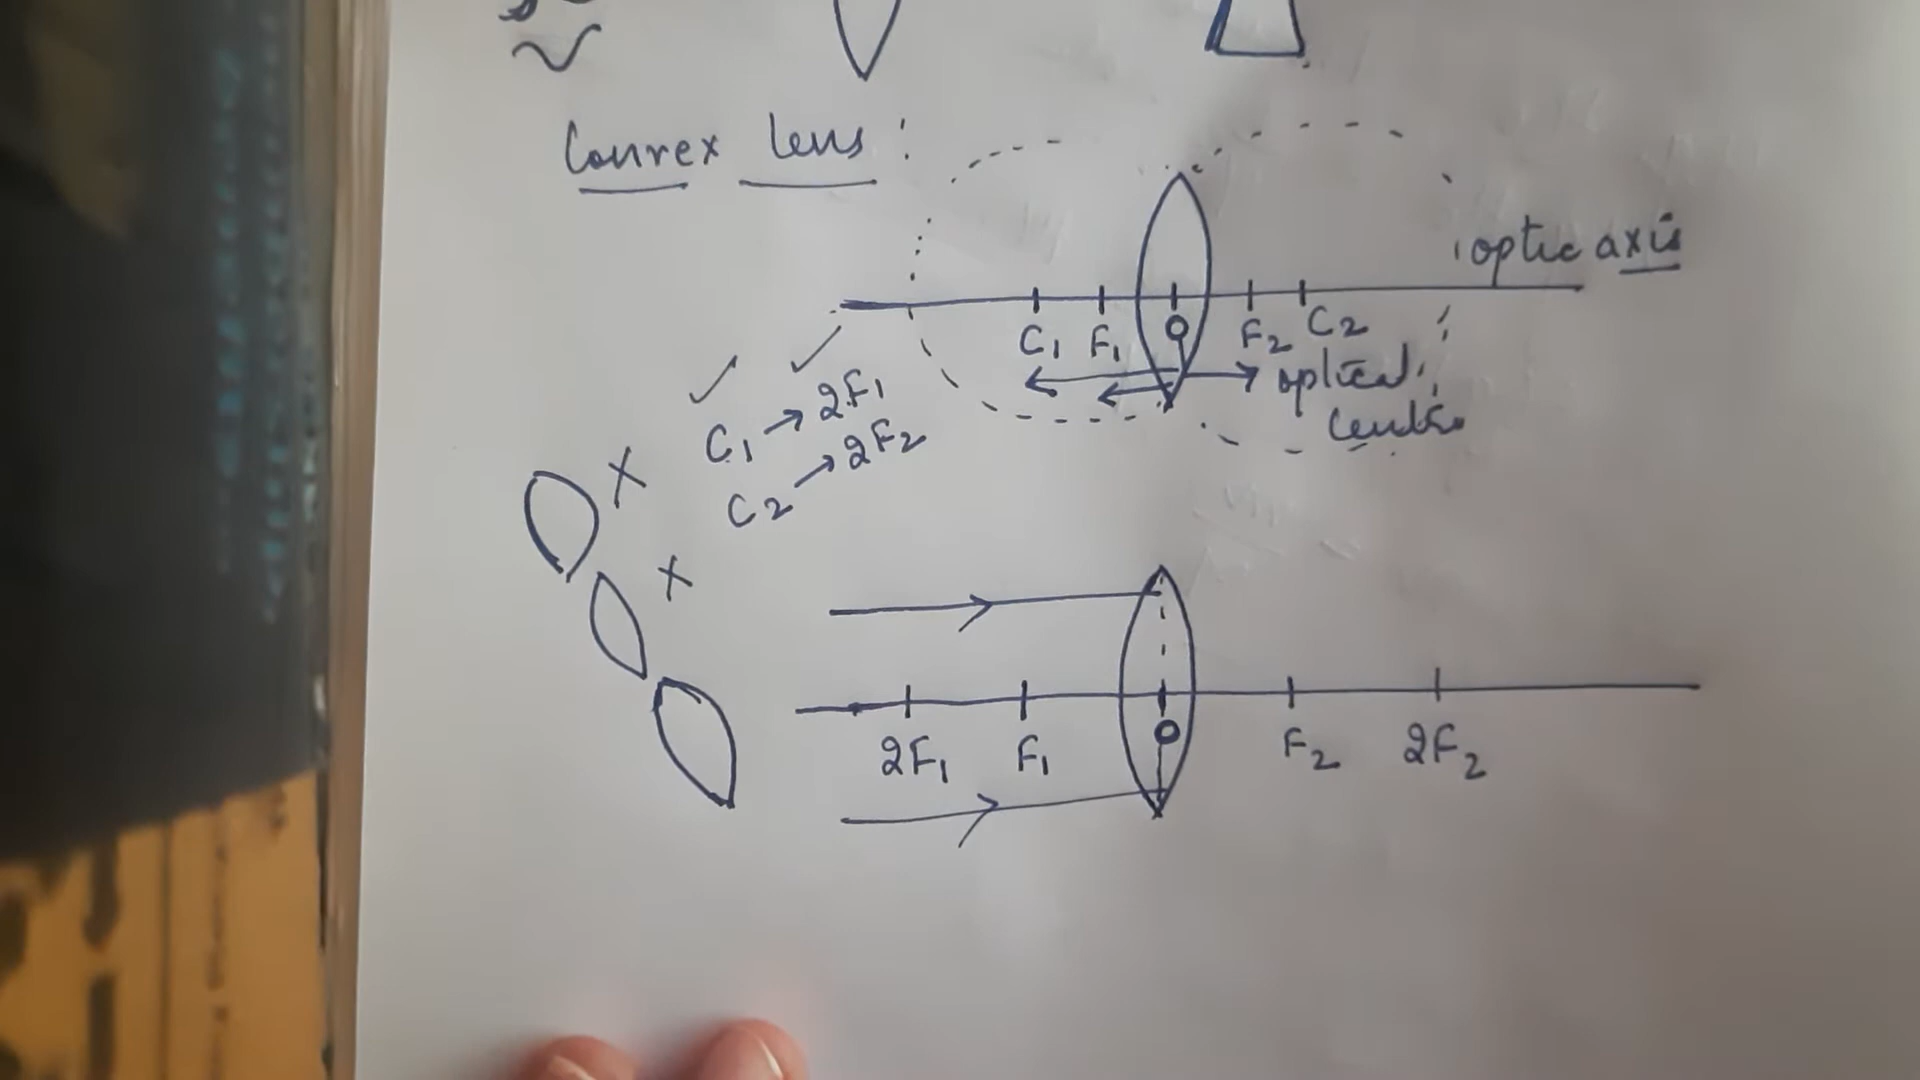 Convex lens:
optic axis
C1 F1 O F2 C2
optical
centre
C1 → 2F1
C2 → 2F2
X
X
2F1 F1 O F2 2F2